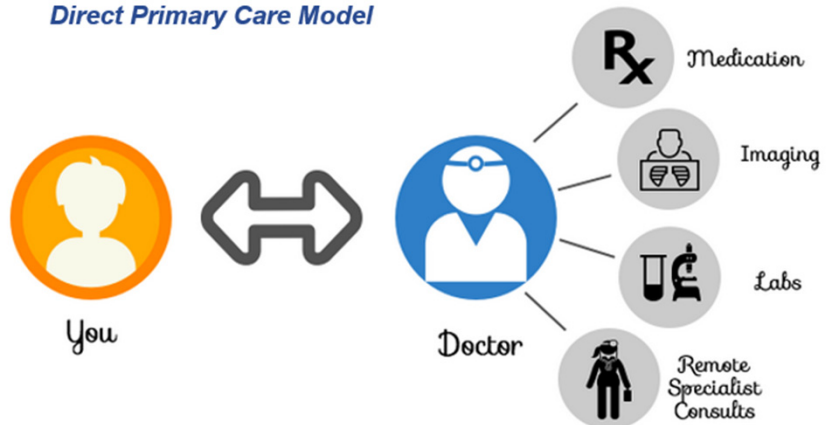 Direct Primary Care Model
Rx
Medication
Imaging
You
Doctor
Labs
Remote
Specialist
Consults